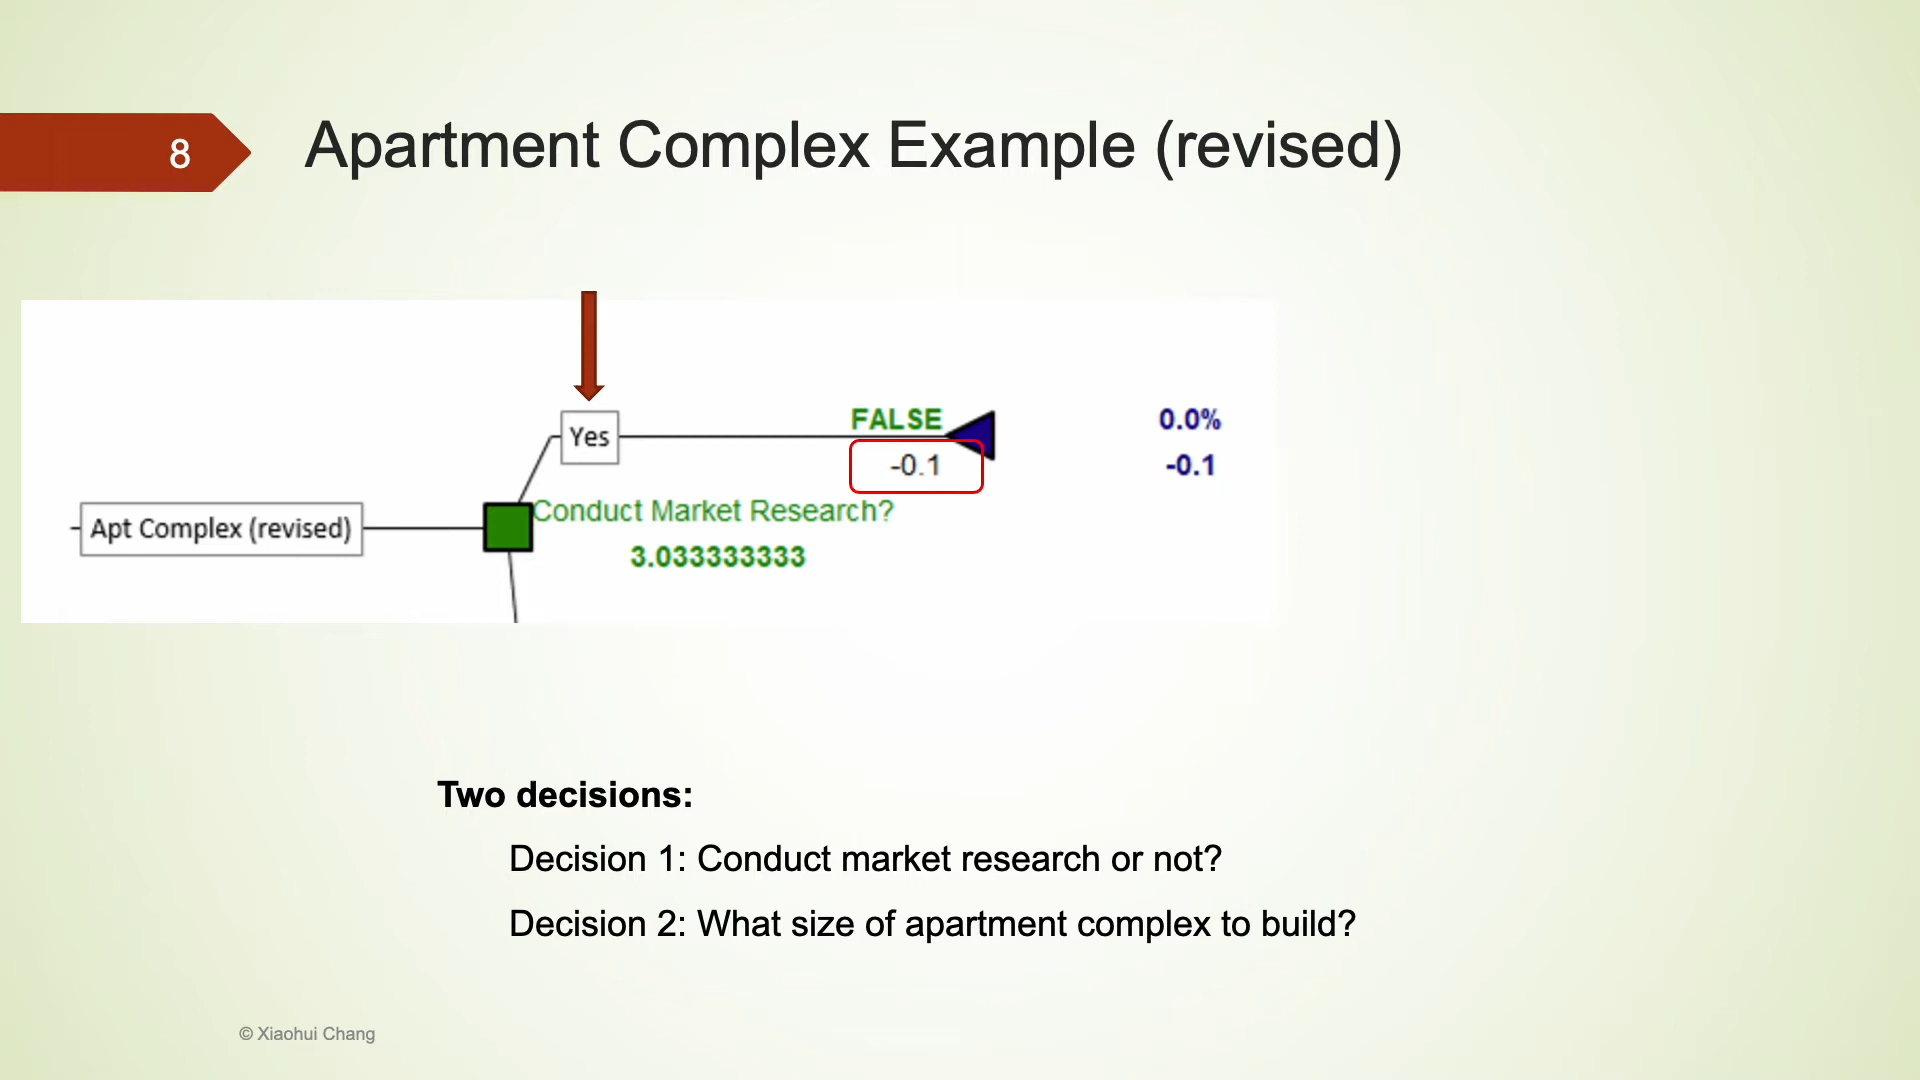 8
Apartment Complex Example (revised)
Yes
FALSE
0.0%
-0.1
-0.1
Apt Complex (revised)
Conduct Market Research?
3.033333333
Two decisions:
Decision 1: Conduct market research or not?
Decision 2: What size of apartment complex to build?
© Xiaohui Chang